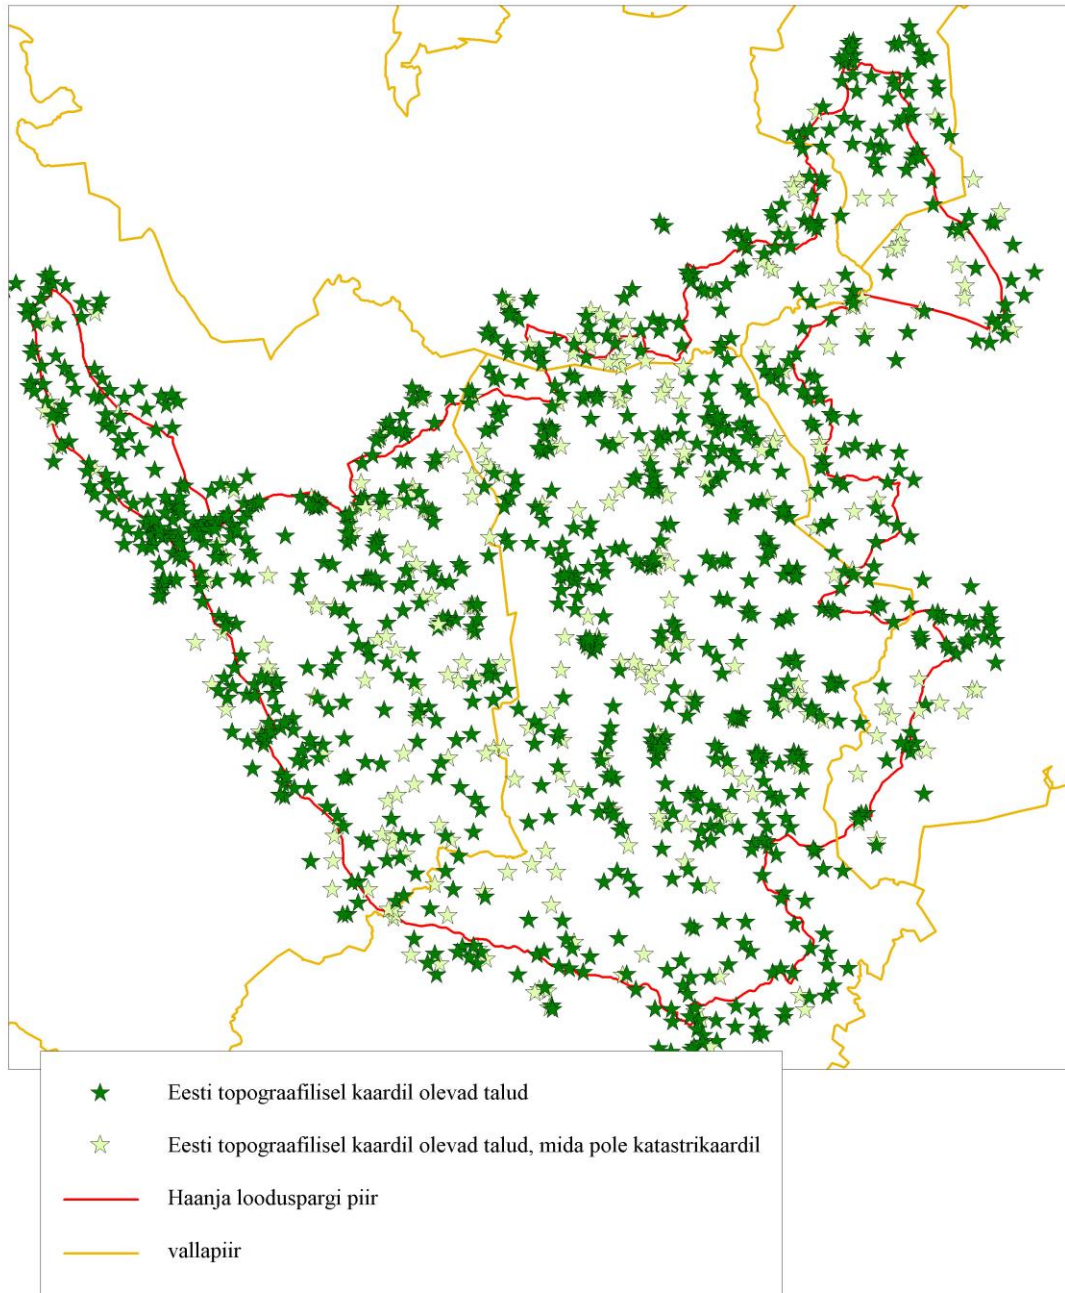 Eesti topograafilisel kaardil olevad talud
Eesti topograafilisel kaardil olevad talud, mida pole katastrikaardil
Haanja looduspargi piir
vallapiir